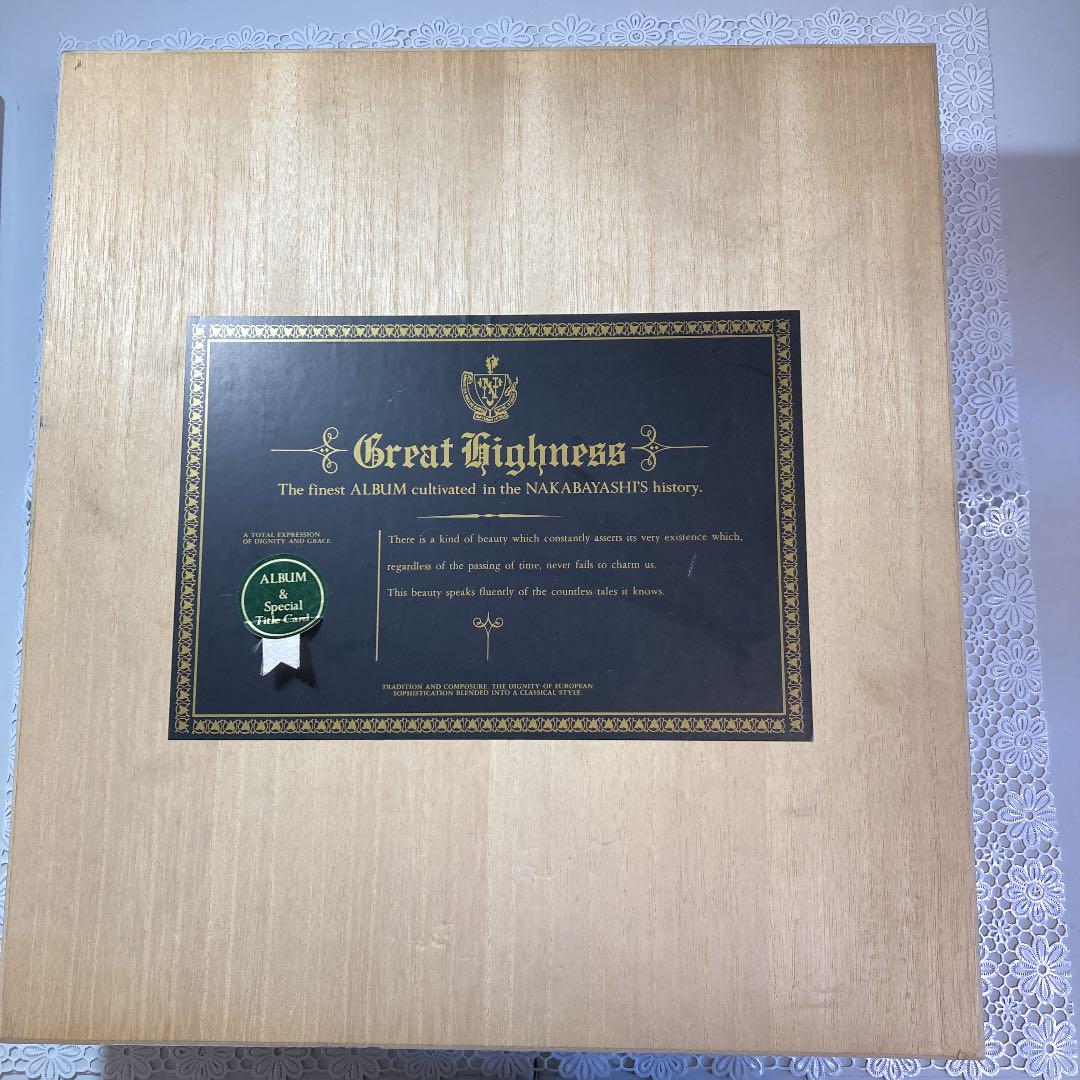 N
Great Highness
The finest ALBUM cultivated in the NAKABAYASHI'S history.
A TOTAL EXPRESSION
OF DIGNITY AND GRACE.
ALBUM
&
Special
Title Card
There is a kind of beauty which constantly asserts its very existence which,
regardless of the passing of time, never fails to charm us.
This beauty speaks fluently of the countless tales it knows.
TRADITION AND COMPOSURE. THE DIGNITY OF EUROPEAN
SOPHISTICATION BLENDED INTO A CLASSICAL STYLE.